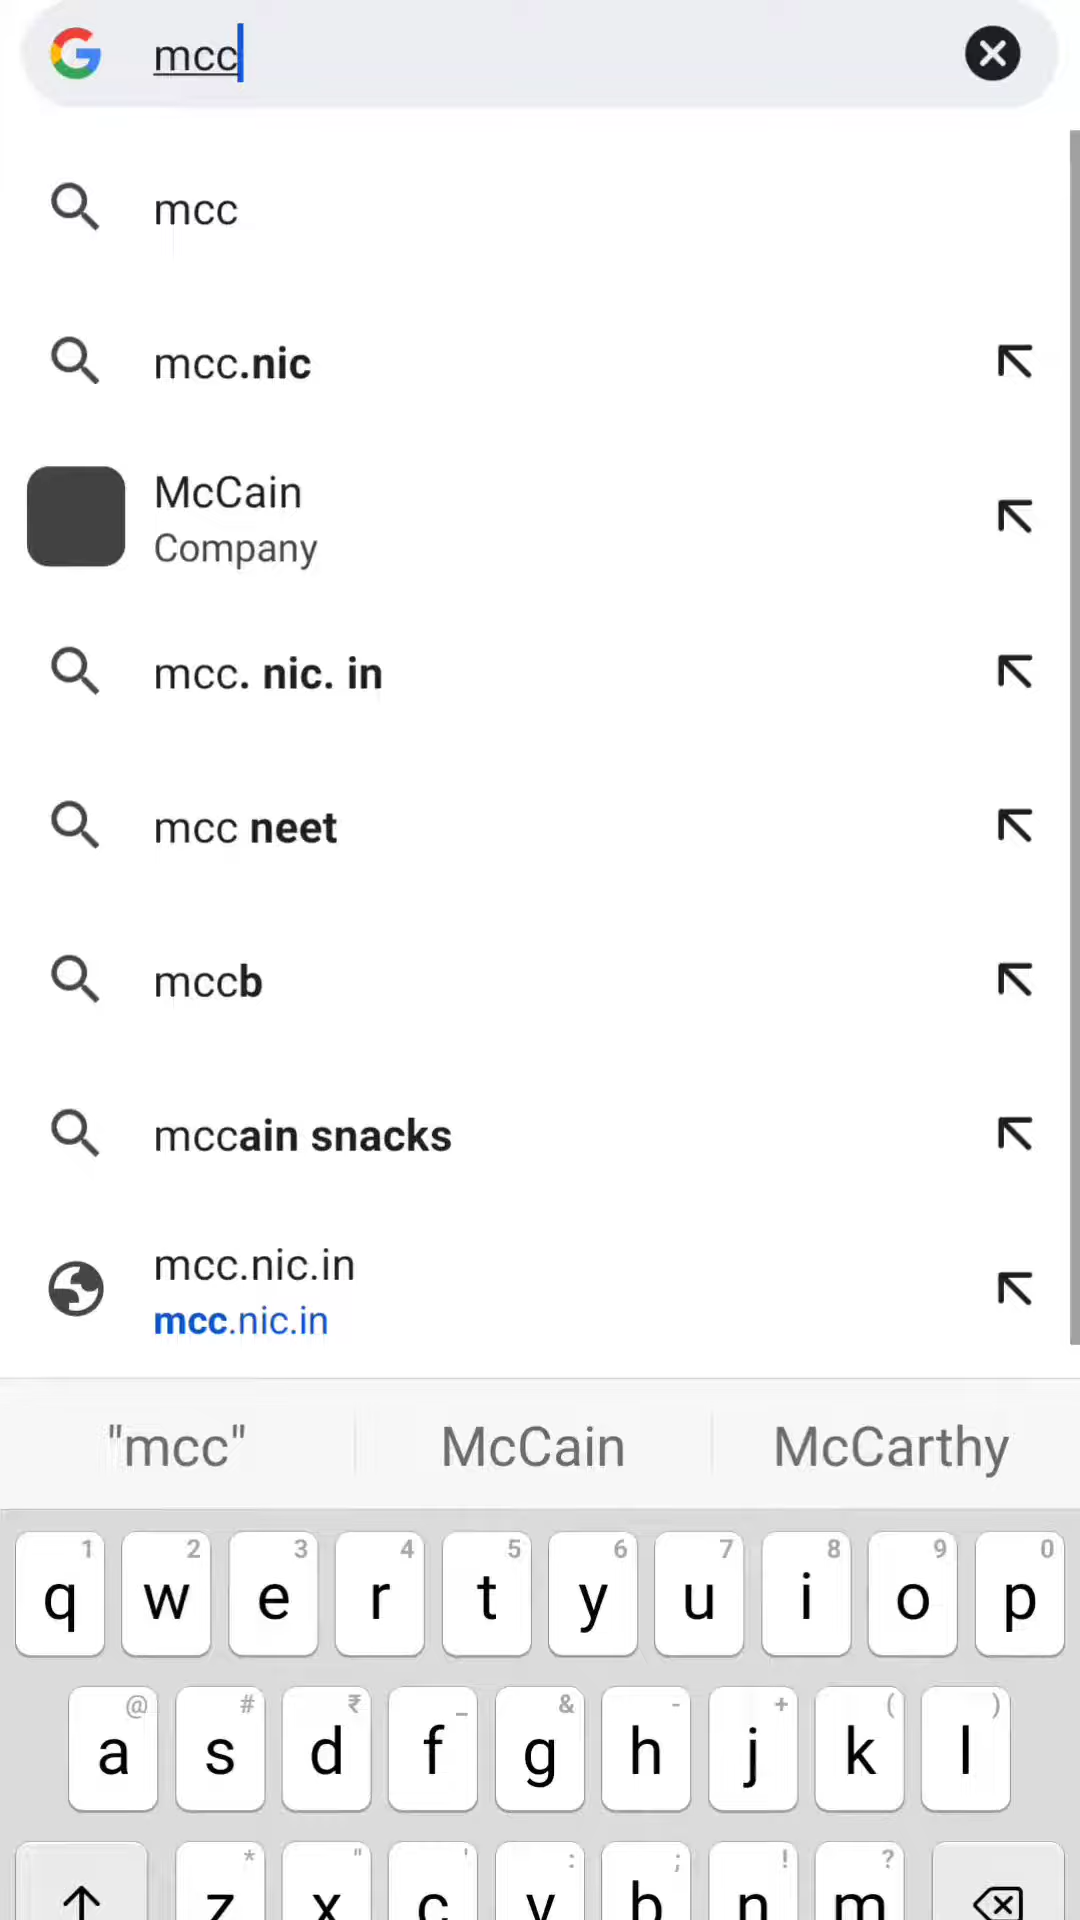 mcc
mcc
mcc.nic
McCain
Company
mcc. nic. in
mcc neet
mccb
mccain snacks
mcc.nic.in
mcc.nic.in
"mcc" McCain McCarthy
1 2 3 4 5 6 7 8 9 0
q w e r t y u i o p
@ # ₹ _ & - + ( )
a s d f g h j k l
* " ' : ; ! ?
z x c v b n m